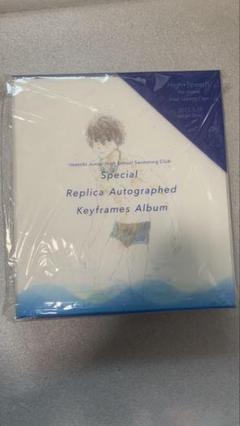 High☆Speed!
Iwatobi Junior High School Swimming Club
Special
Replica Autographed
Keyframes Album